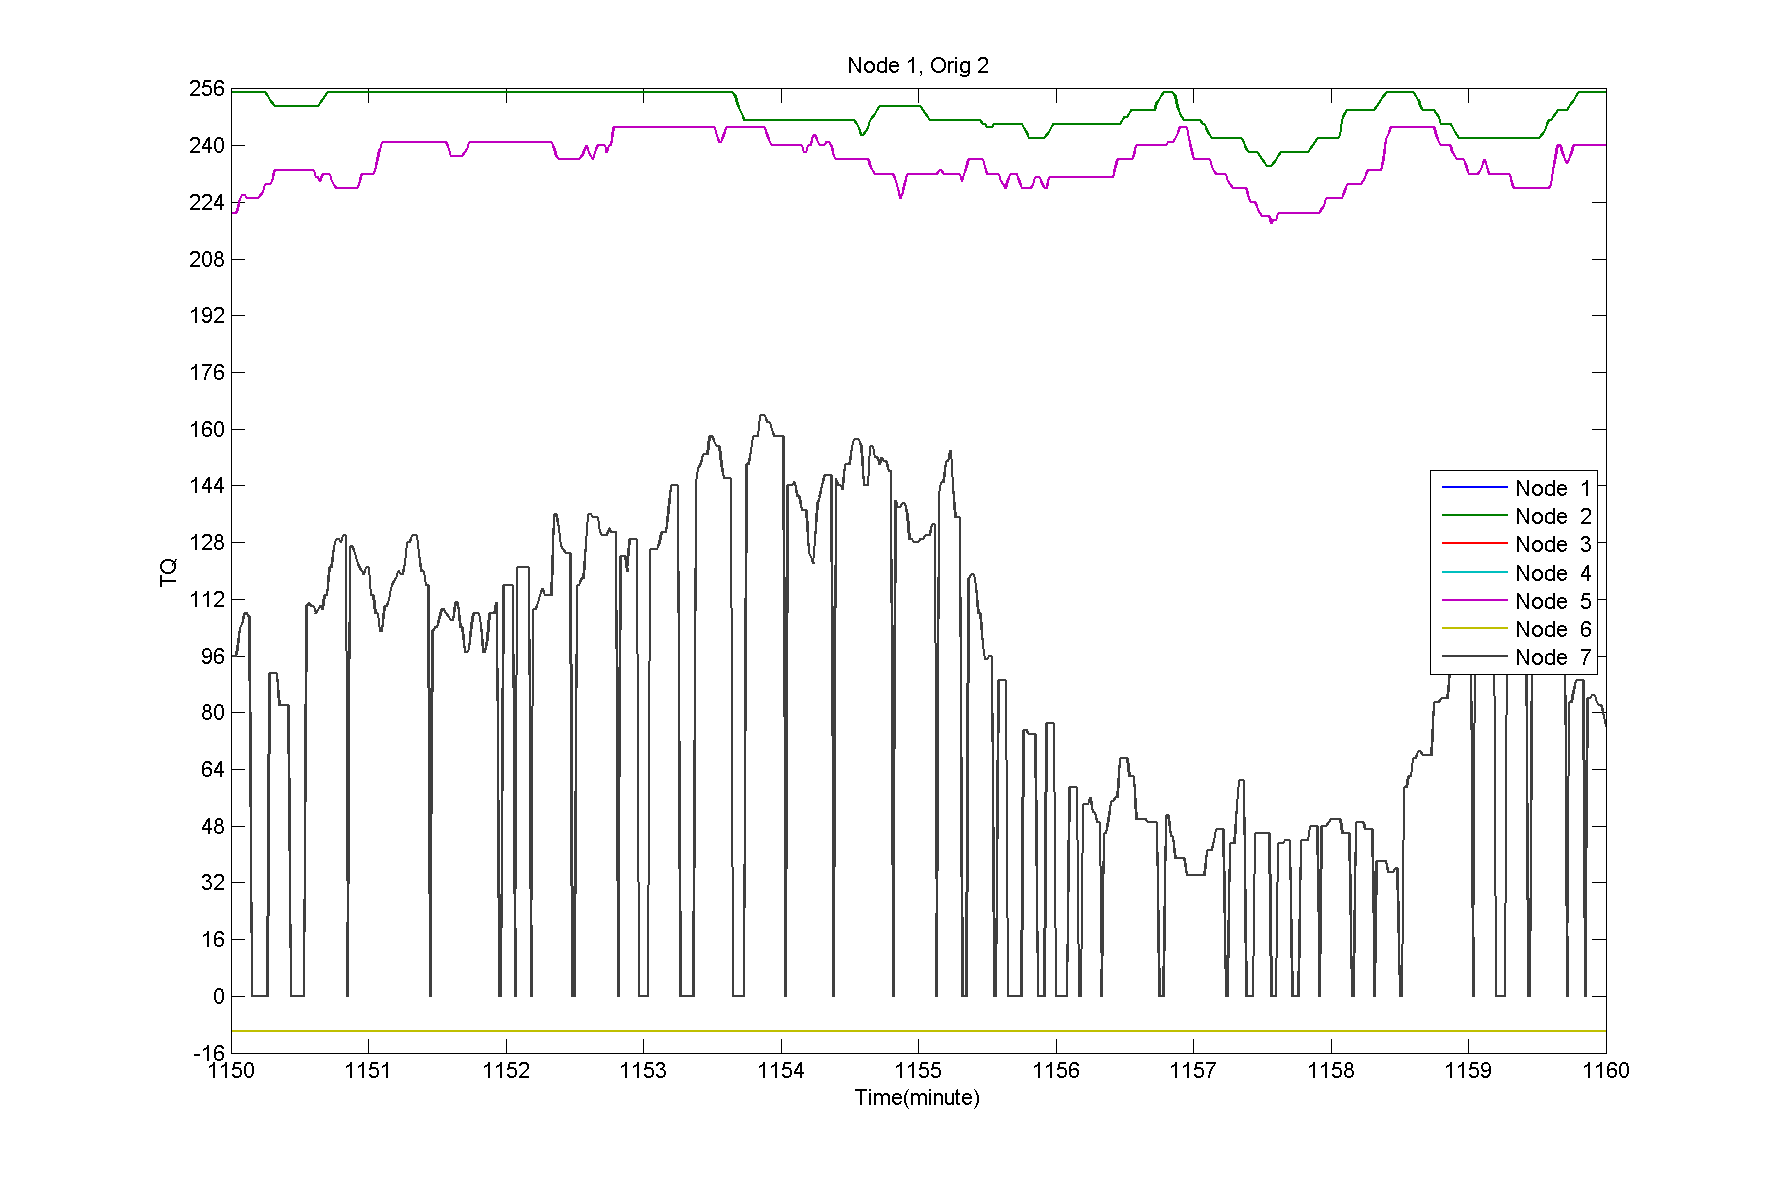 Node 1, Orig 2
256
240
224
208
192
176
160
144
128
112
96
80
64
48
32
16
0
-16
TQ
Node 1
Node 2
Node 3
Node 4
Node 5
Node 6
Node 7
1150 1151 1152 1153 1154 1155 1156 1157 1158 1159 1160
Time(minute)